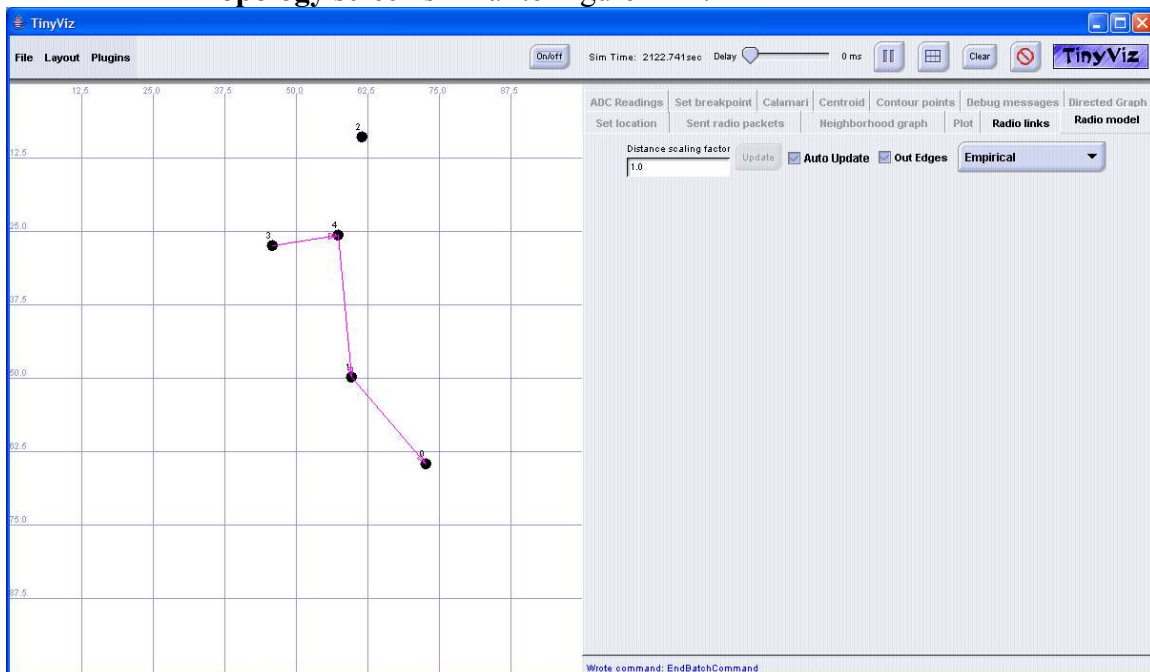 TinyViz
File Layout Plugins On/off Sim Time: 2122.741sec Delay 0 ms Clear TinyViz
12,5 25,0 37,5 50,0 62,5 75,0 87,5
ADC Readings Set breakpoint Calamari Centroid Contour points Debug messages Directed Graph
Set location Sent radio packets Neighborhood graph Plot Radio links Radio model
Distance scaling factor
1.0 Update Auto Update Out Edges Empirical
2
12.5
25.0
4
3
37.5
50.0
1
62.5
0
75.0
87.5
Wrote command: EndBatchCommand